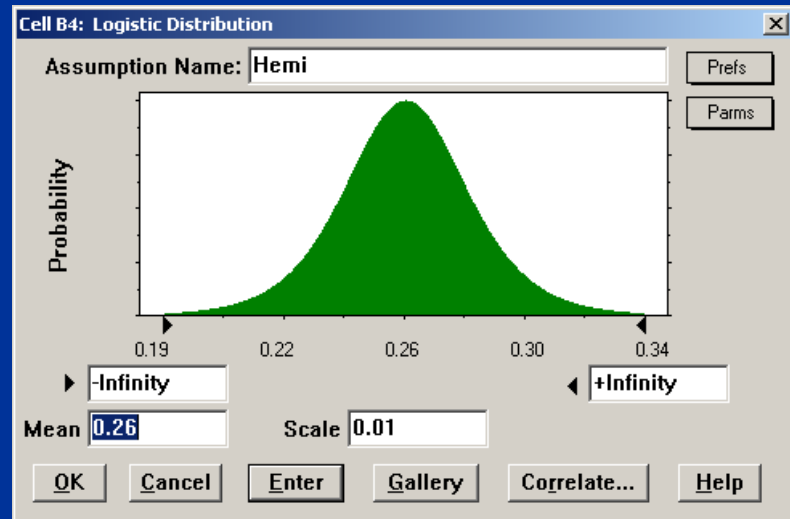 Cell B4: Logistic Distribution
Assumption Name: Hemi
Prefs
Parms
Probability
0.19 0.22 0.26 0.30 0.34
-Infinity +Infinity
Mean 0.26 Scale 0.01
OK Cancel Enter Gallery Correlate... Help